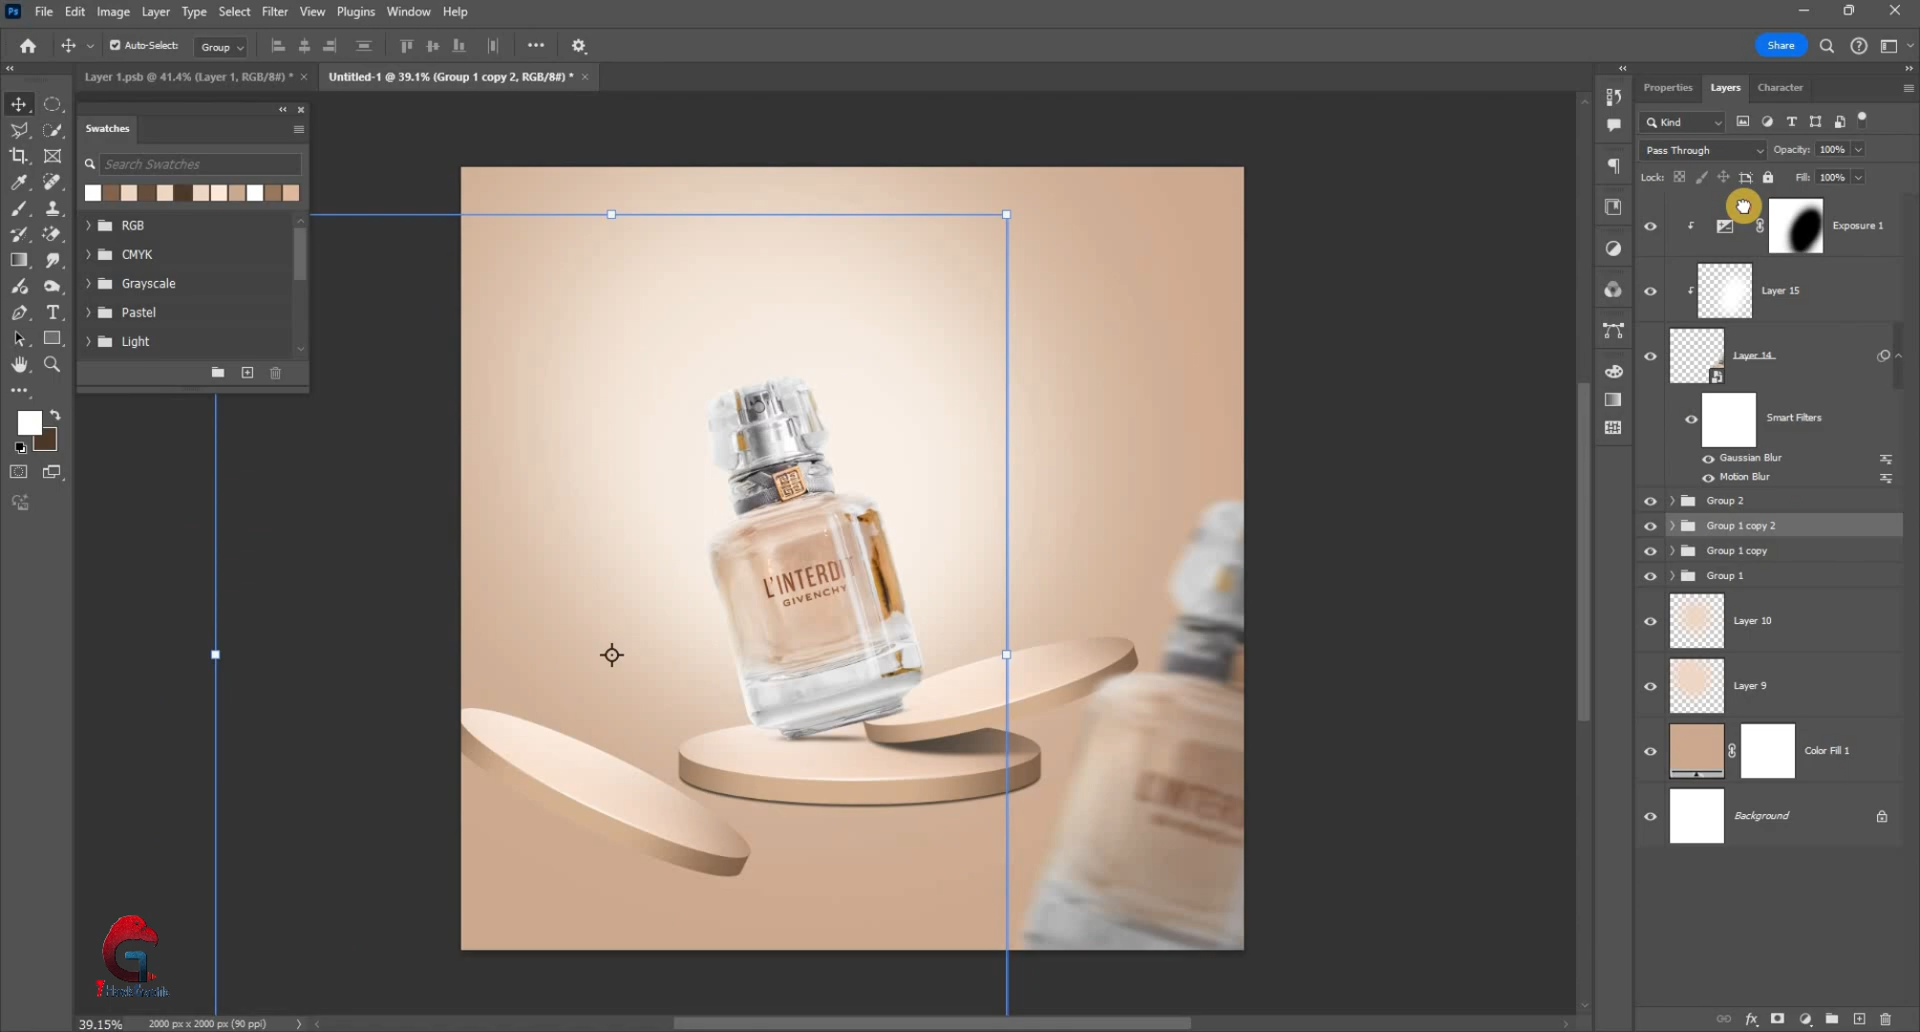 Ps File Edit Image Layer Type Select Filter View Plugins Window Help
Auto-Select: Group Share
Layer 1.psb @ 41.4% (Layer 1, RGB/8#) *
Untitled-1 @ 39.1% (Group 1 copy 2, RGB/8#) *
Swatches
Search Swatches
RGB
CMYK
Grayscale
Pastel
Light
L'INTERDIT
GIVENCHY
Properties Layers Character
Kind
Pass Through Opacity: 100%
Lock: Fill: 100%
Exposure 1
Layer 15
Layer 14
Smart Filters
Gaussian Blur
Motion Blur
Group 2
Group 1 copy 2
Group 1 copy
Group 1
Layer 10
Layer 9
Color Fill 1
Background
39.15% 2000 px x 2000 px (90 ppi)